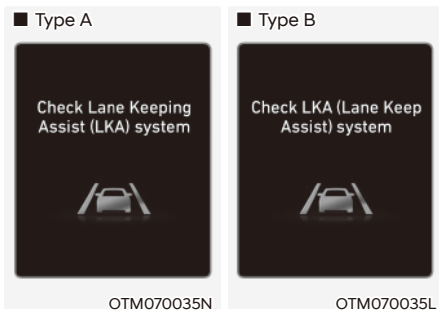 ■ Type A
Check Lane Keeping
Assist (LKA) system
OTM070035N
■ Type B
Check LKA (Lane Keep
Assist) system
OTM070035L